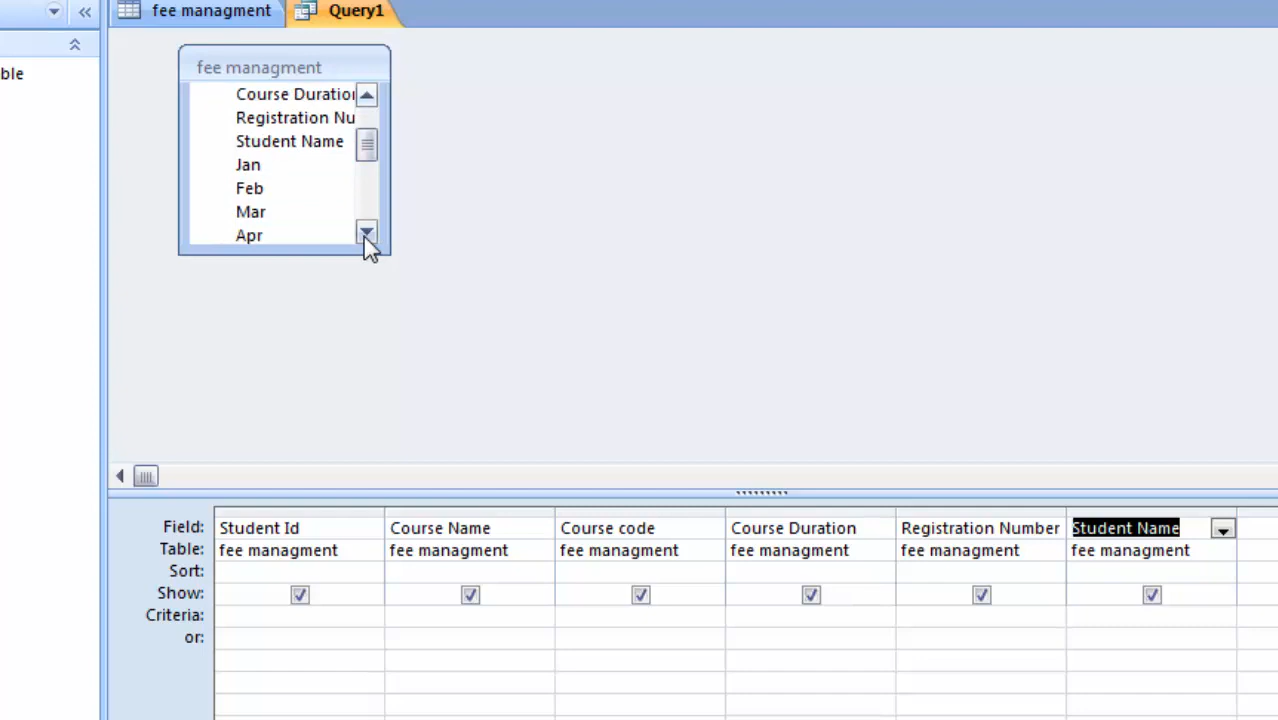 fee managment Query1
ble
fee managment
Course Duration
Registration Nu
Student Name
Jan
Feb
Mar
Apr
Field: Student Id Course Name Course code Course Duration Registration Number Student Name
Table: fee managment fee managment fee managment fee managment fee managment fee managment
Sort:
Show:
Criteria:
or: